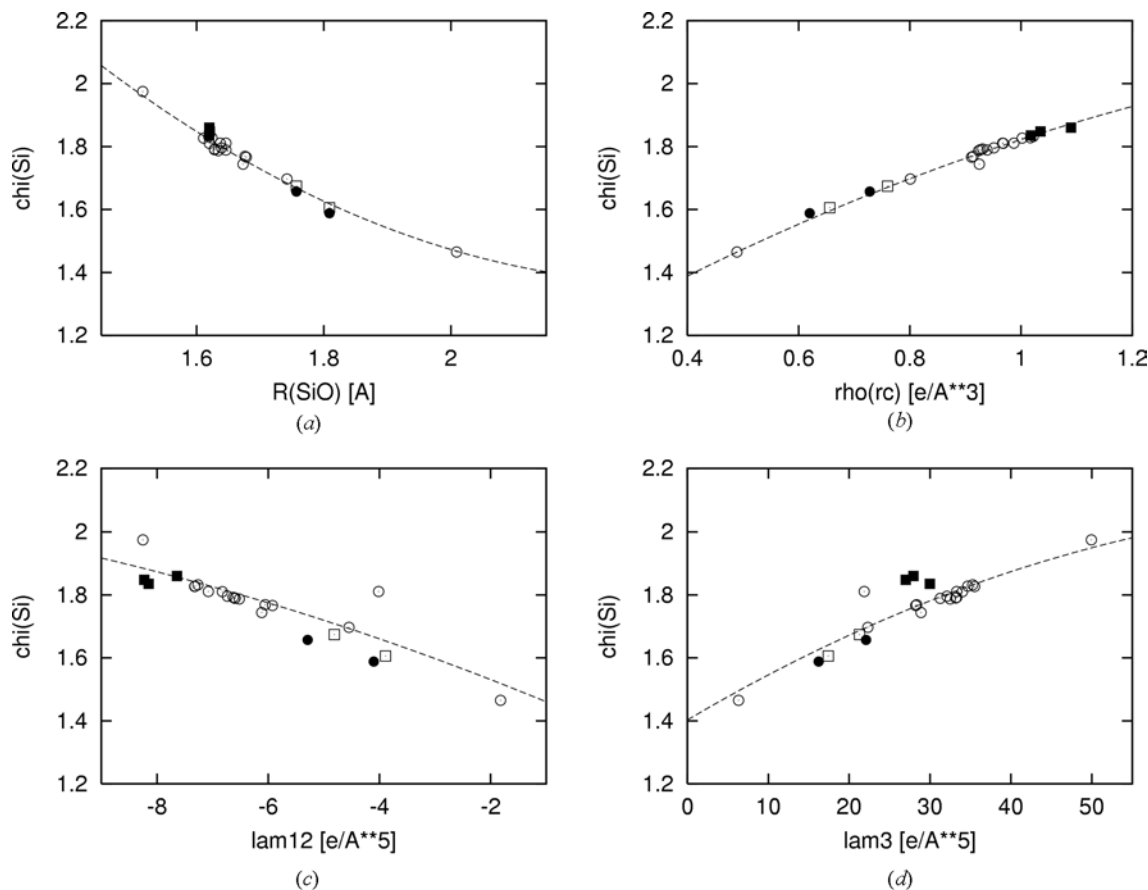 2.2
2
1.8
1.6
1.4
1.2
chi(Si)
1.6 1.8 2
R(SiO) [A]
(a)
2.2
2
1.8
1.6
1.4
1.2
chi(Si)
0.4 0.6 0.8 1 1.2
rho(rc) [e/A**3]
(b)
2.2
2
1.8
1.6
1.4
1.2
chi(Si)
-8 -6 -4 -2
lam12 [e/A**5]
(c)
2.2
2
1.8
1.6
1.4
1.2
chi(Si)
0 10 20 30 40 50
lam3 [e/A**5]
(d)